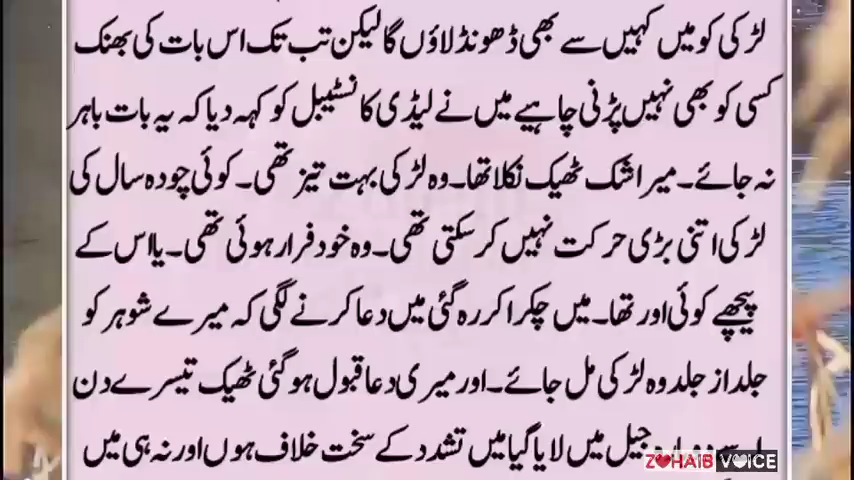 لڑکی کو میں کہیں سے بھی ڈھونڈ لاؤں گا لیکن تب تک اس بات کی بھنک
کسی کو بھی نہیں پڑنی چاہیے میں نے لیڈی کانسٹیبل کو کہہ دیا کہ یہ بات باہر
نہ جائے۔ میرا شک ٹھیک نکلا تھا۔ وہ لڑکی بہت تیز تھی۔ کوئی چودہ سال کی
لڑکی اتنی بڑی حرکت نہیں کر سکتی تھی۔ وہ خود فرار ہوئی تھی۔ یا اس کے
پیچھے کوئی اور تھا۔ میں چکرا کر رہ گئی میں دعا کرنے لگی کہ میرے شوہر کو
جلد از جلد وہ لڑکی مل جائے۔ اور میری دعا قبول ہو گئی ٹھیک تیسرے دن
جیل میں لایا گیا میں تشدد کے سخت خلاف ہوں اور نہ ہی میں
ZOHAIB VOICE